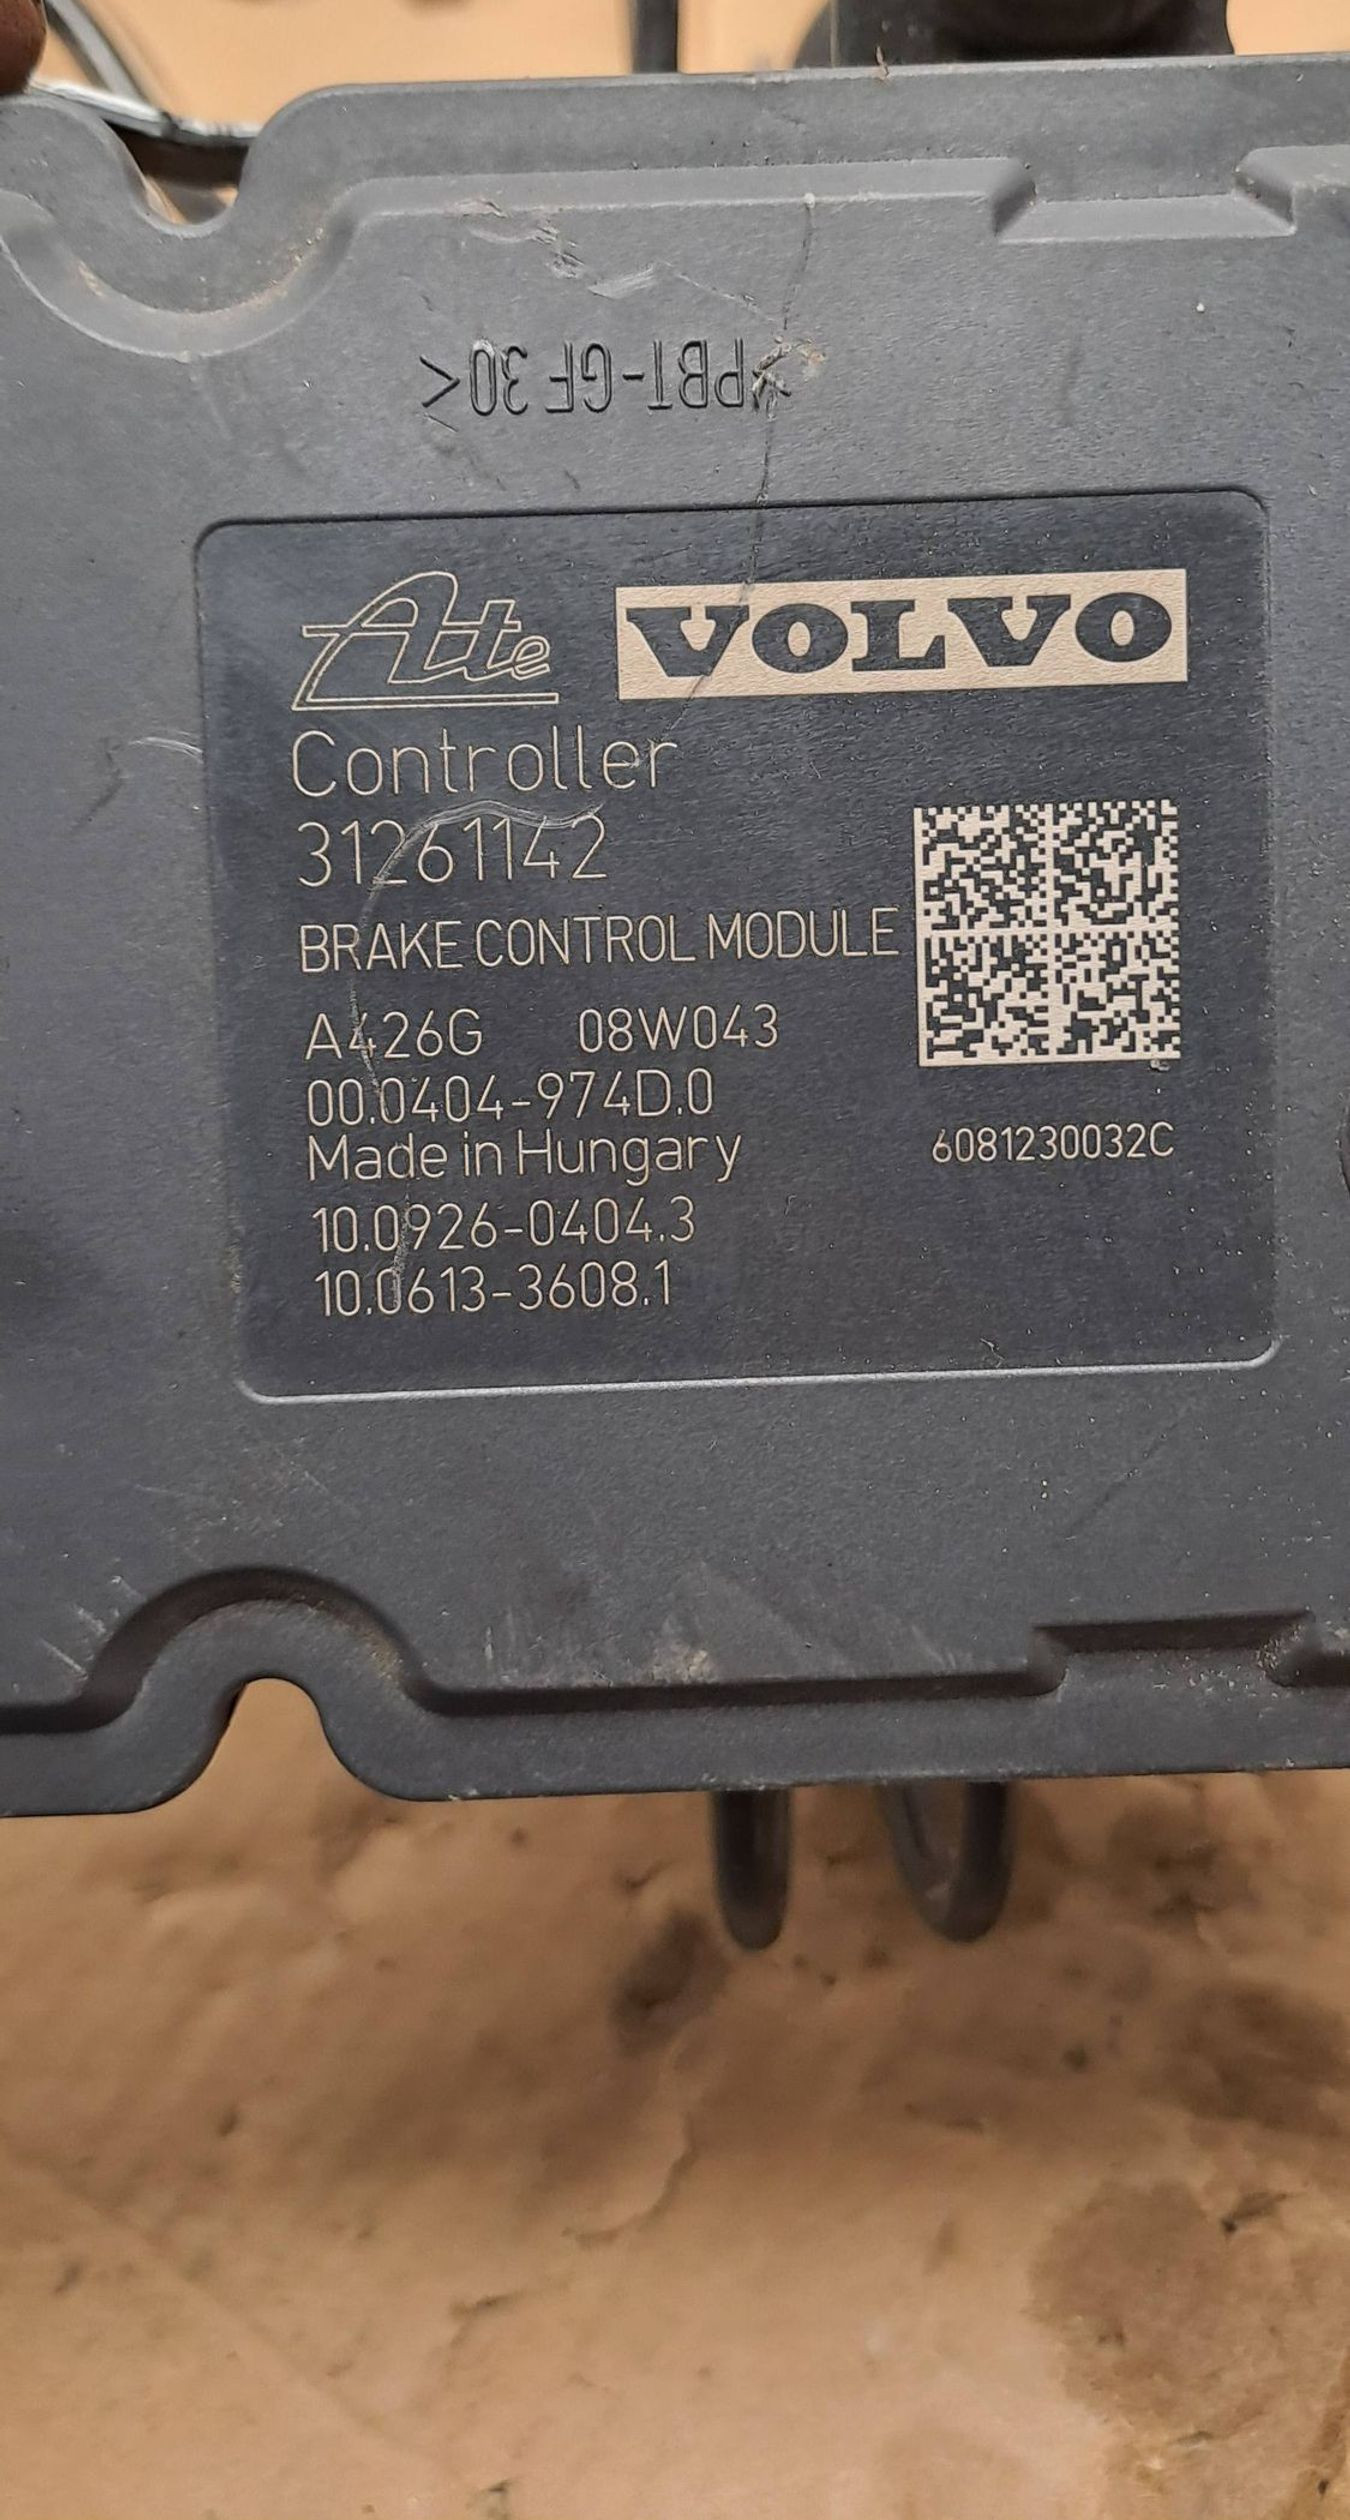 >PBT-GF 30<
Ate VOLVO
Controller
31261142
BRAKE CONTROL MODULE
A426G 08W043
00.0404-974D.0
Made in Hungary
6081230032C
10.0926-0404.3
10.0613-3608.1